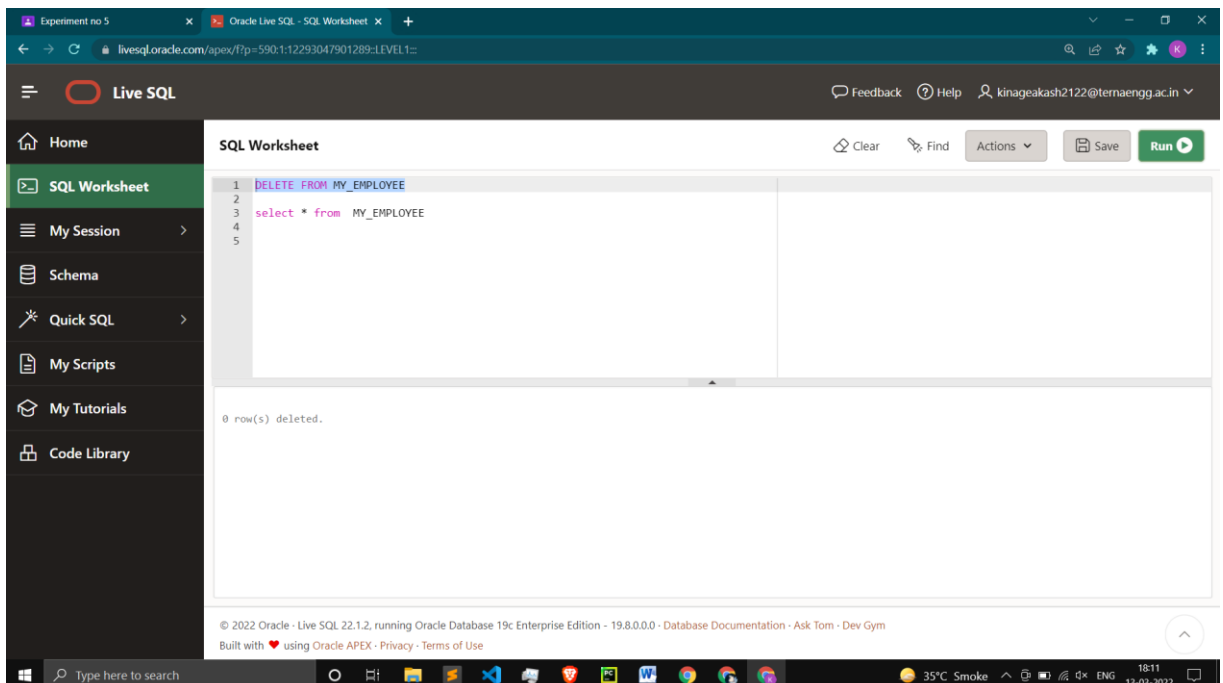 Experiment no 5
Oracle Live SQL - SQL Worksheet
livesql.oracle.com/apex/f?p=590:1:12293047901289::LEVEL1:::
K
Live SQL
Feedback Help kinageakash2122@ternaengg.ac.in
Home
SQL Worksheet
Clear Find Actions Save Run
SQL Worksheet
1 DELETE FROM MY_EMPLOYEE
2
3 select * from MY_EMPLOYEE
4
5
My Session
Schema
Quick SQL
My Scripts
My Tutorials
Code Library
0 row(s) deleted.
© 2022 Oracle · Live SQL 22.1.2, running Oracle Database 19c Enterprise Edition - 19.8.0.0.0 · Database Documentation · Ask Tom · Dev Gym
Built with ❤ using Oracle APEX · Privacy · Terms of Use
Type here to search
35°C Smoke
ENG
18:11
13-03-2022